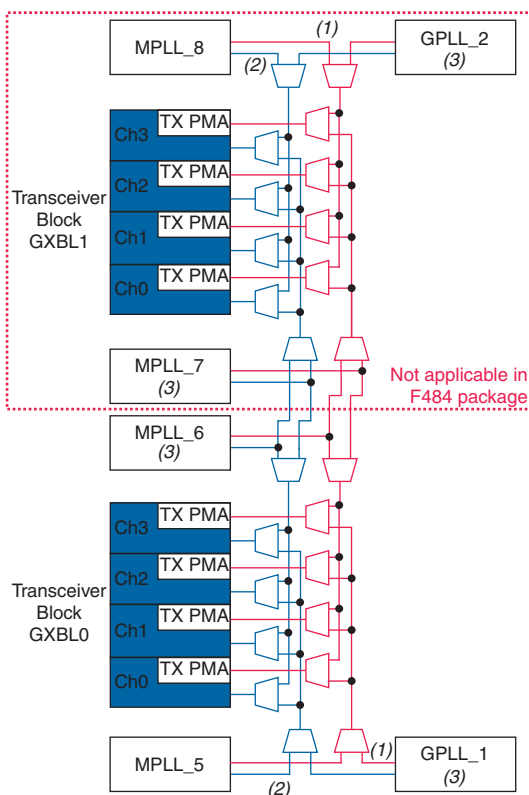 (1)
MPLL_8
GPLL_2
(2)
(3)
TX PMA
Ch3
TX PMA
Ch2
Transceiver
Block
GXBL1
TX PMA
Ch1
TX PMA
Ch0
MPLL_7
(3)
Not applicable in
F484 package
MPLL_6
(3)
TX PMA
Ch3
TX PMA
Ch2
Transceiver
Block
GXBL0
TX PMA
Ch1
TX PMA
Ch0
(1)
MPLL_5
GPLL_1
(2)
(3)